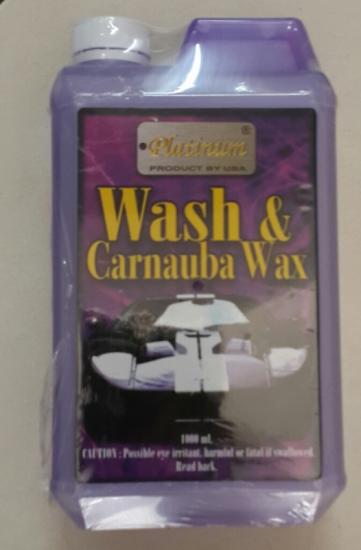 Platinum®
PRODUCT BY USA
Wash &
Carnauba Wax
1000 ml.
CAUTION : Possible eye irritant, harmful or fatal if swallowed.
Read back.